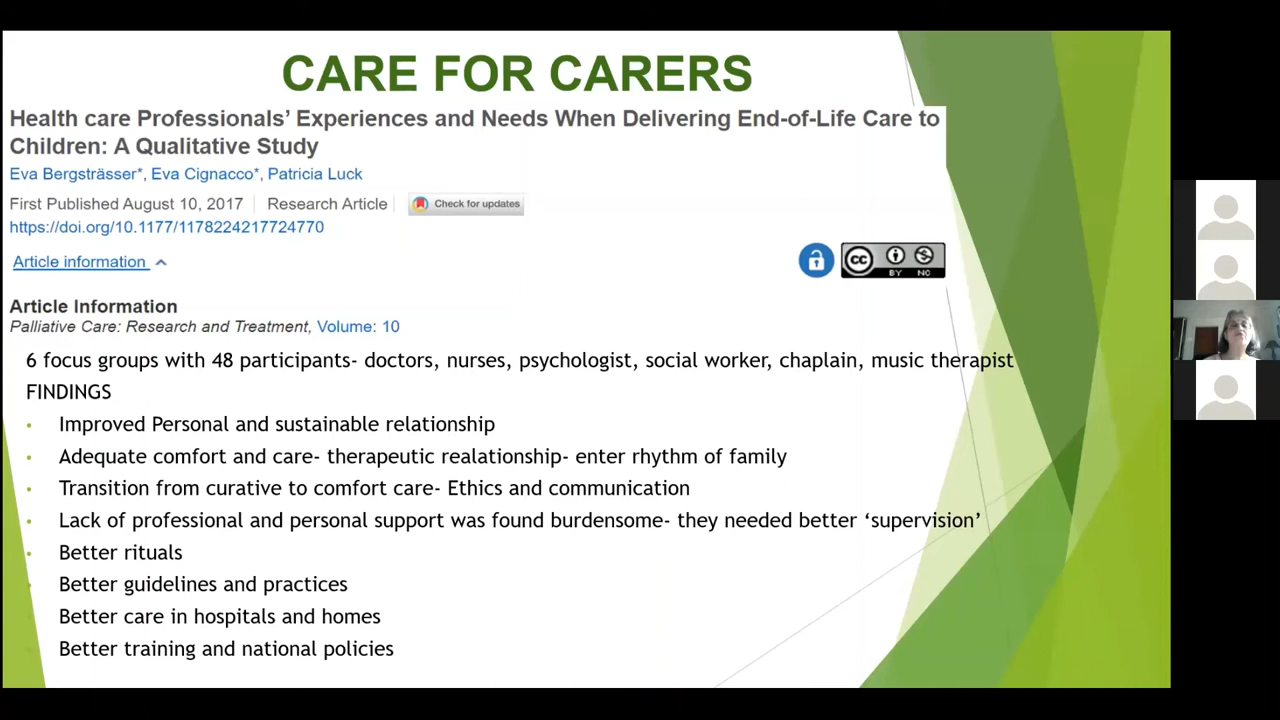 CARE FOR CARERS
Health care Professionals’ Experiences and Needs When Delivering End-of-Life Care to
Children: A Qualitative Study
Eva Bergsträsser*, Eva Cignacco*, Patricia Luck
First Published August 10, 2017 Research Article Check for updates
https://doi.org/10.1177/1178224217724770
Article information
CC BY NC
Article Information
Palliative Care: Research and Treatment, Volume: 10
6 focus groups with 48 participants- doctors, nurses, psychologist, social worker, chaplain, music therapist
FINDINGS
• Improved Personal and sustainable relationship
• Adequate comfort and care- therapeutic realationship- enter rhythm of family
• Transition from curative to comfort care- Ethics and communication
• Lack of professional and personal support was found burdensome- they needed better ‘supervision’
• Better rituals
• Better guidelines and practices
• Better care in hospitals and homes
• Better training and national policies